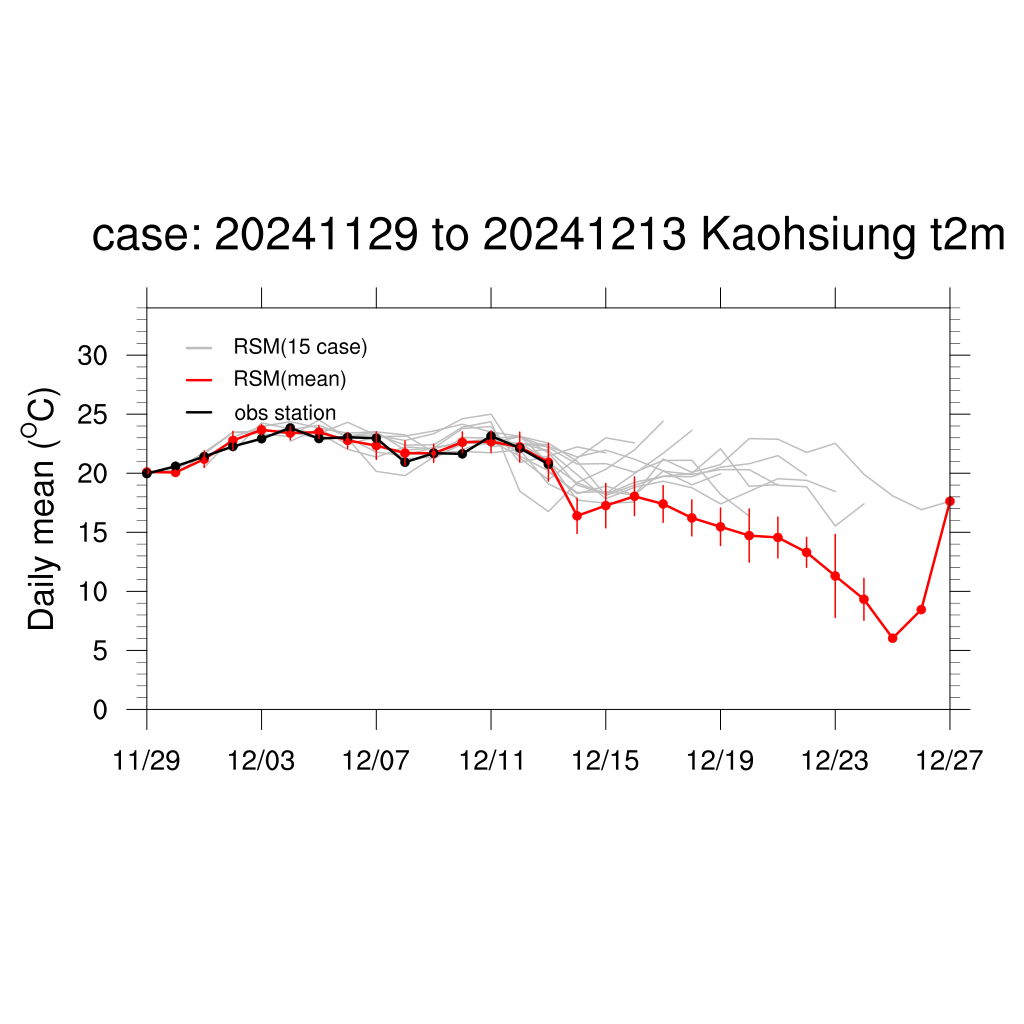 case: 20241129 to 20241213 Kaohsiung t2m
RSM(15 case)
RSM(mean)
obs station
Daily mean (°C)
30
25
20
15
10
5
0
11/29 12/03 12/07 12/11 12/15 12/19 12/23 12/27